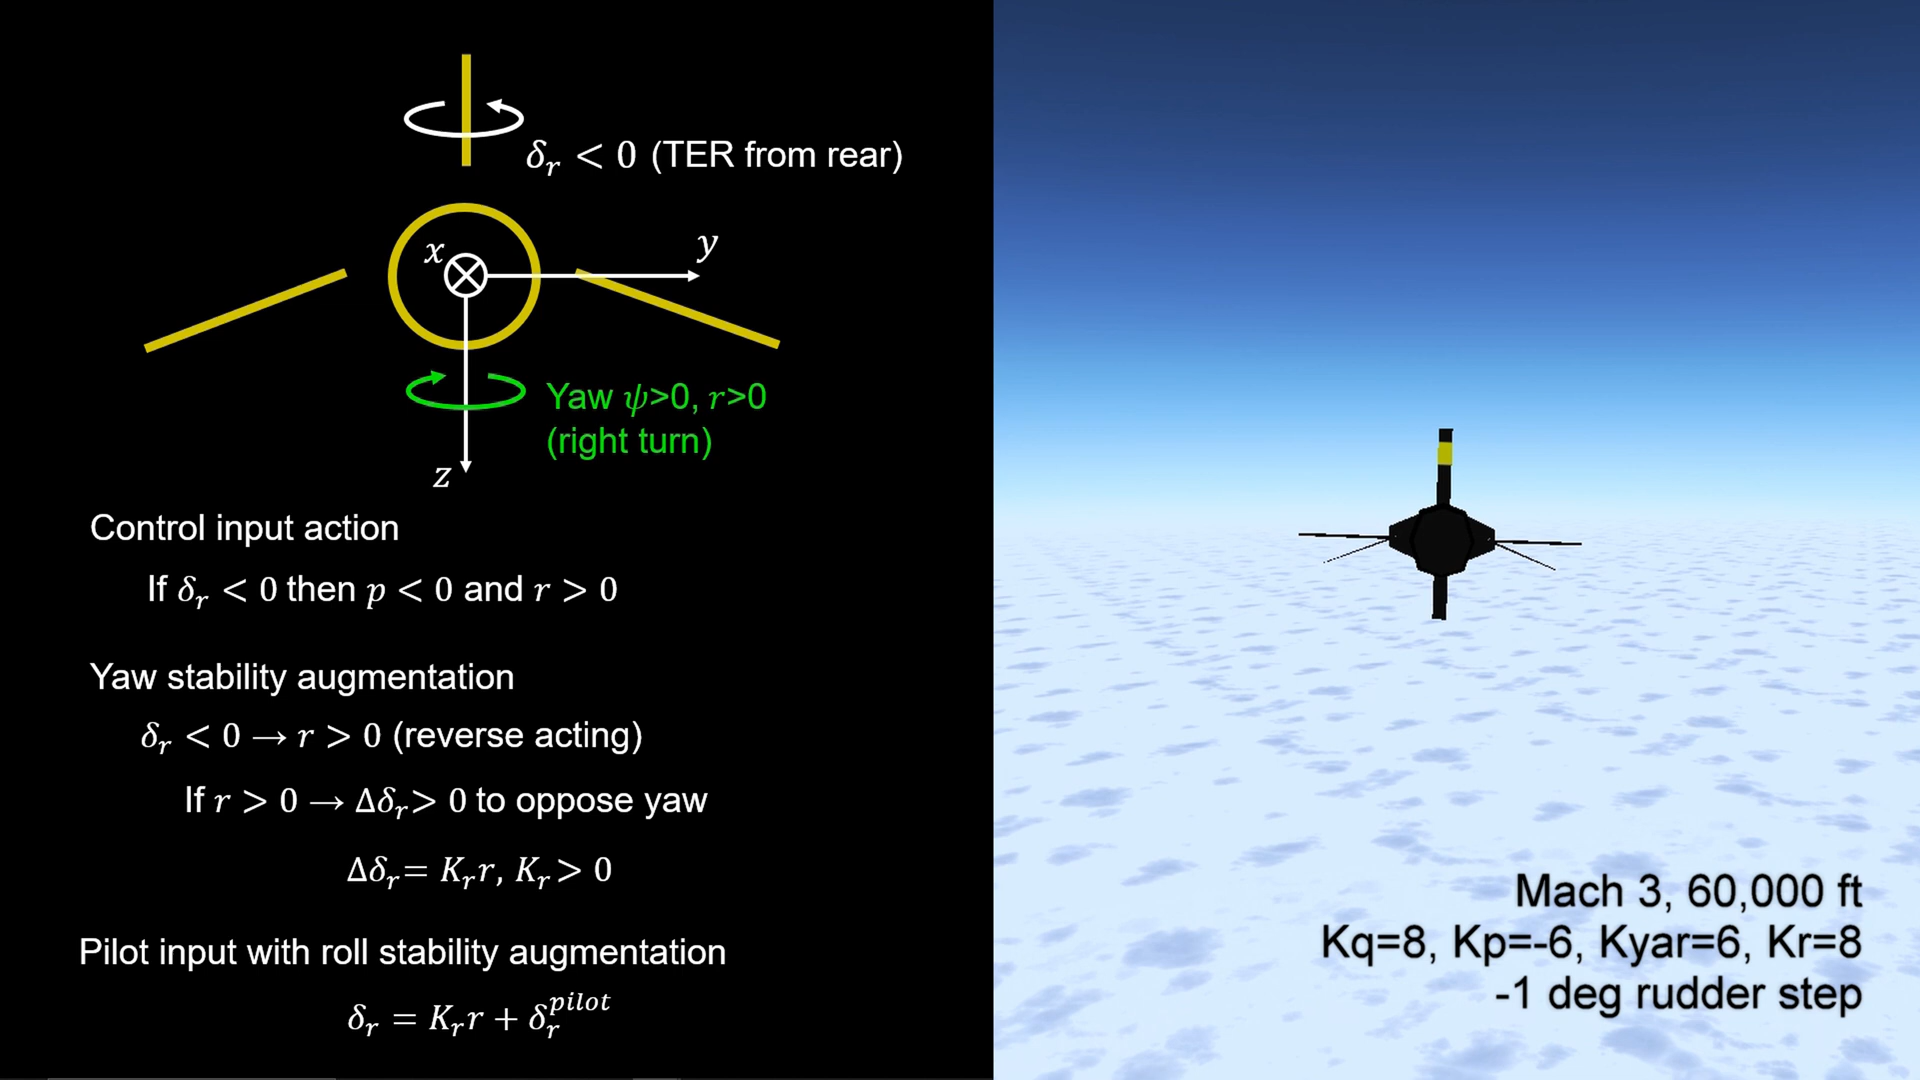 δᵣ < 0 (TER from rear)
x
y
Yaw ψ>0, r>0
(right turn)
z
Control input action
If δᵣ < 0 then p < 0 and r > 0
Yaw stability augmentation
δᵣ < 0 → r > 0 (reverse acting)
If r > 0 → Δδᵣ> 0 to oppose yaw
Δδᵣ= Kᵣr, Kᵣ> 0
Pilot input with roll stability augmentation
δᵣ = Kᵣr + δᵣ^pilot
Mach 3, 60,000 ft
Kq=8, Kp=-6, Kyar=6, Kr=8
-1 deg rudder step